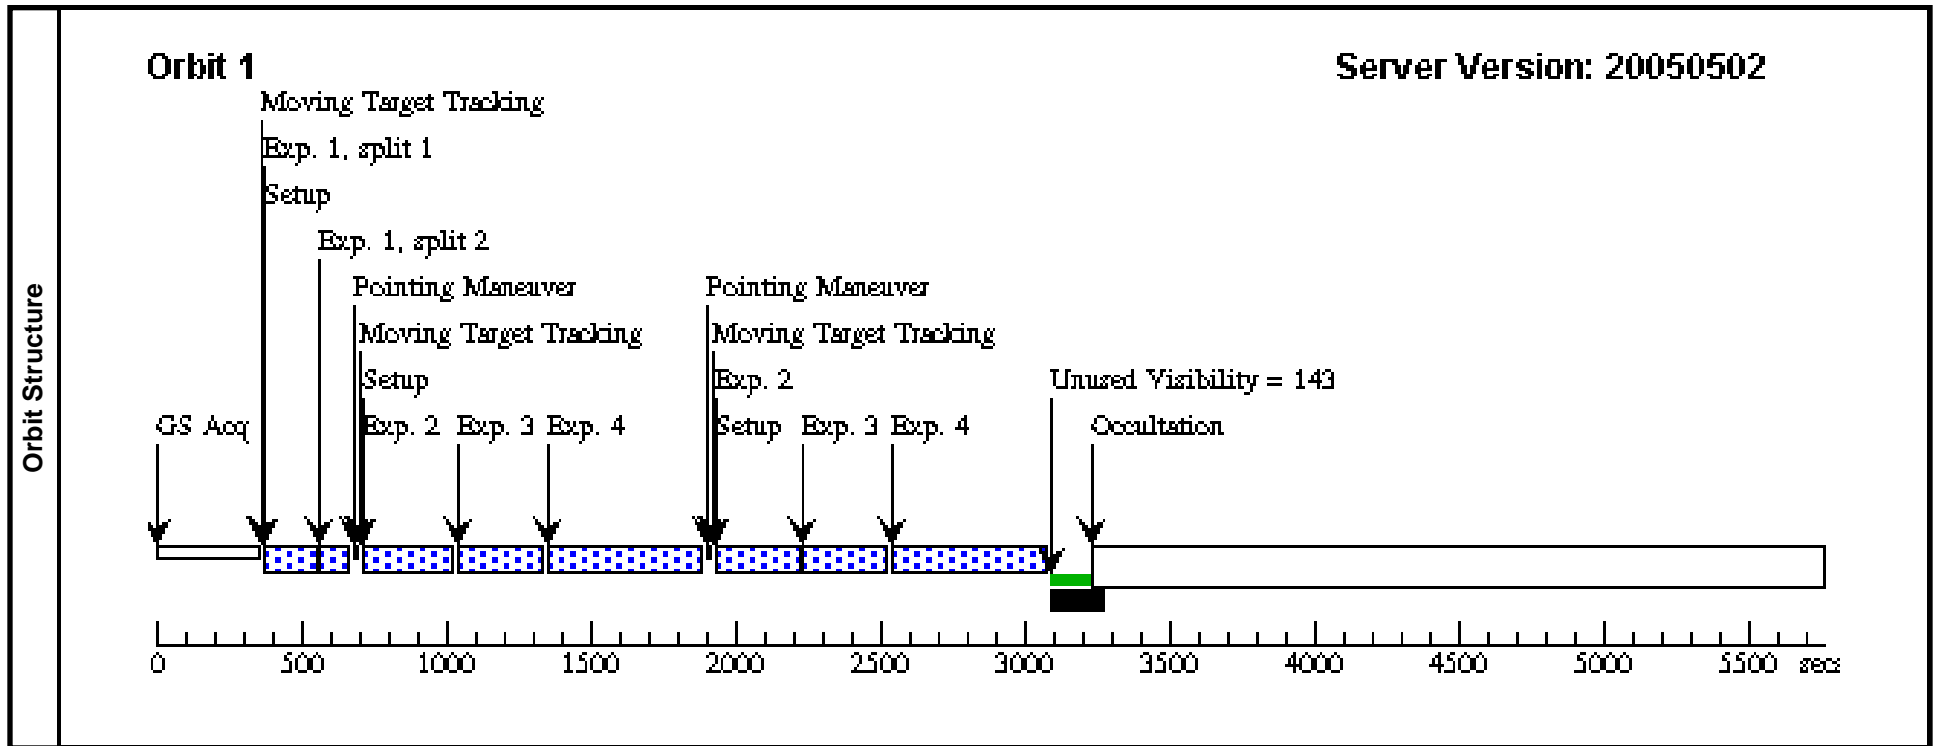 Orbit Structure
Orbit 1
Server Version: 20050502
Moving Target Tracking
Exp. 1, split 1
Setup
Exp. 1, split 2
Pointing Maneuver
Pointing Maneuver
Moving Target Tracking
Moving Target Tracking
Setup
Exp. 2
Unused Visibility = 143
GS Acq
Exp. 2
Exp. 3
Exp. 4
Setup
Exp. 3
Exp. 4
Occultation
0 500 1000 1500 2000 2500 3000 3500 4000 4500 5000 5500 secs